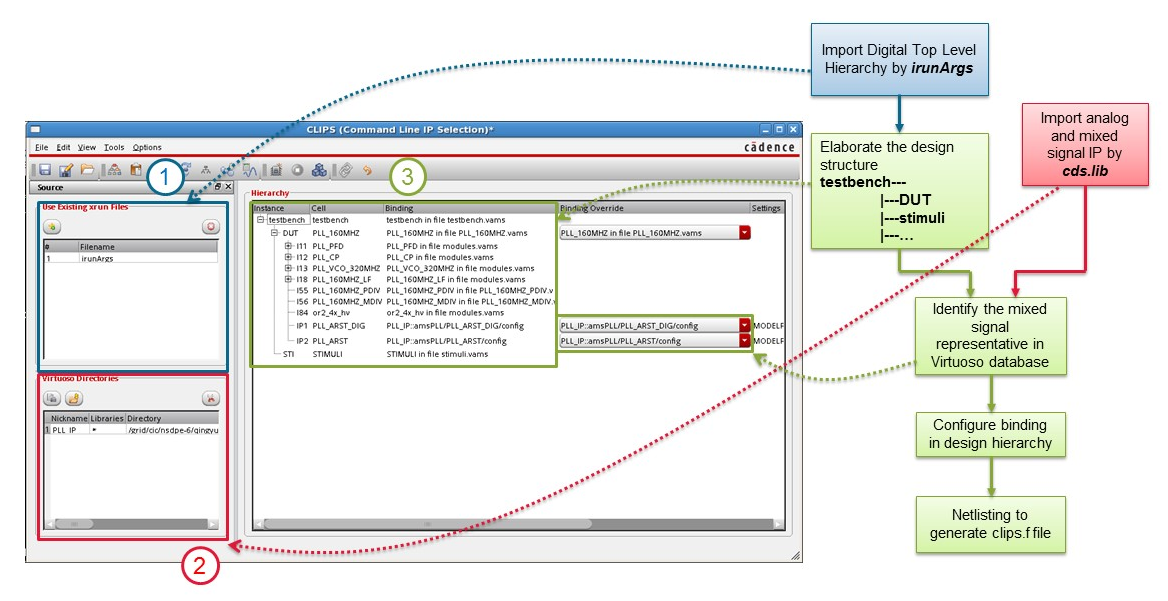 Import Digital Top Level
Hierarchy by irunArgs
Import analog
and mixed
signal IP by
cds.lib
Elaborate the design
structure
testbench---
|---DUT
|---stimuli
|---...
Identify the mixed
signal
representative in
Virtuoso database
Configure binding
in design hierarchy
Netlisting to
generate clips.f file
CLIPS (Command Line IP Selection)*
File Edit View Tools Options
cādence
1
3
2
Source
Use Existing xrun Files
# Filename
1 irunArgs
Virtuoso Directories
Nickname Libraries Directory
1 PLL_IP * /grid/cic/nsdpe-6/qingyu
Hierarchy
Instance Cell Binding Binding Override Settings
testbench testbench testbench in file testbench.vams
DUT PLL_160MHZ PLL_160MHZ in file PLL_160MHZ.vams PLL_160MHZ in file PLL_160MHZ.vams
I11 PLL_PFD PLL_PFD in file modules.vams
I12 PLL_CP PLL_CP in file modules.vams
I13 PLL_VCO_320MHZ PLL_VCO_320MHZ in file modules.vams
I18 PLL_160MHZ_LF PLL_160MHZ_LF in file modules.vams
I55 PLL_160MHZ_PDIV PLL_160MHZ_PDIV in file PLL_160MHZ_PDIV.v
I56 PLL_160MHZ_MDIV PLL_160MHZ_MDIV in file PLL_160MHZ_MDIV.
I84 or2_4x_hv or2_4x_hv in file modules.vams
IP1 PLL_ARST_DIG PLL_IP::amsPLL/PLL_ARST_DIG/config PLL_IP::amsPLL/PLL_ARST_DIG/config MODELF
IP2 PLL_ARST PLL_IP::amsPLL/PLL_ARST/config PLL_IP::amsPLL/PLL_ARST/config MODELF
STI STIMULI STIMULI in file stimuli.vams